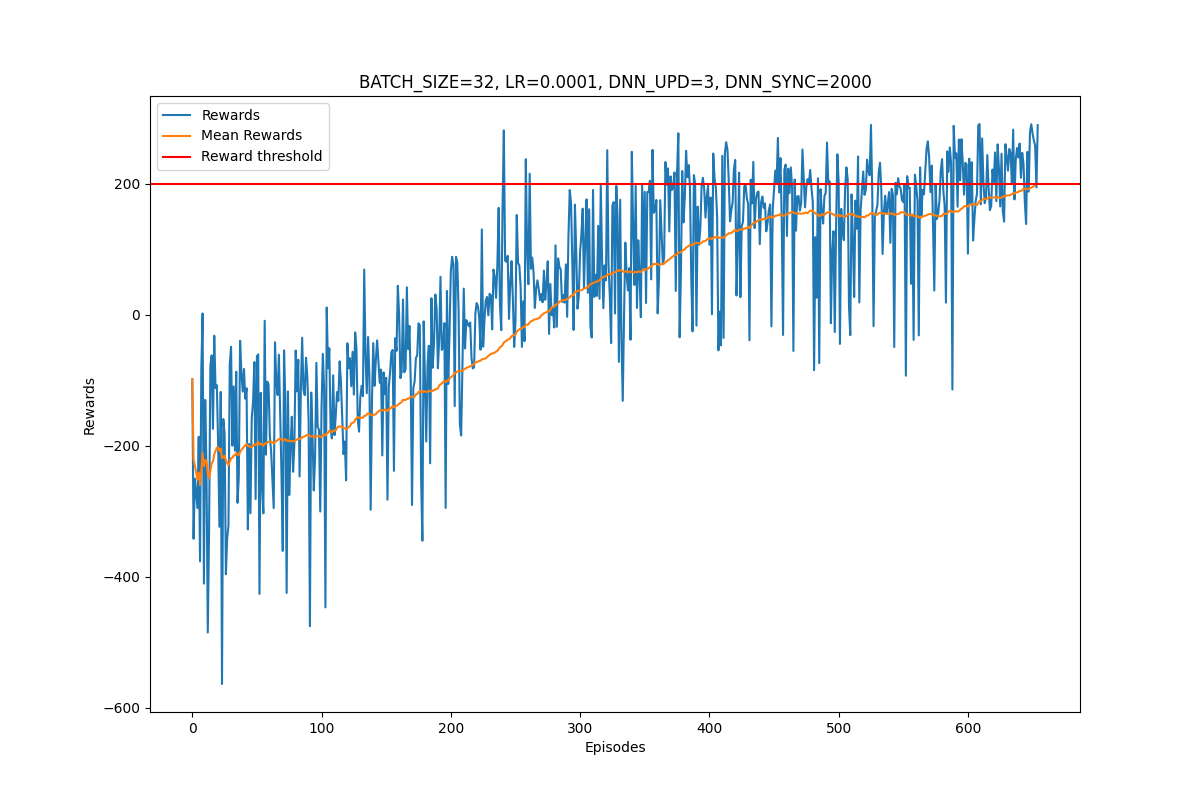 BATCH_SIZE=32, LR=0.0001, DNN_UPD=3, DNN_SYNC=2000
Rewards
Mean Rewards
Reward threshold
200
0
−200
−400
−600
Rewards
0 100 200 300 400 500 600
Episodes